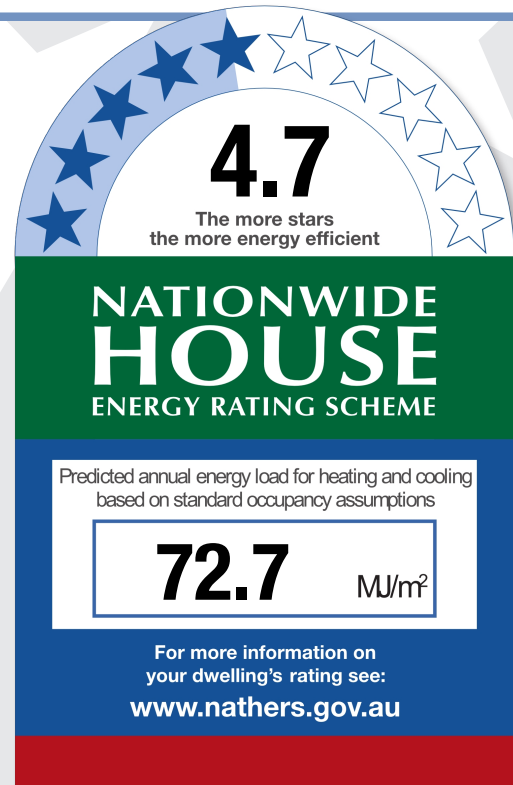 4.7
The more stars
the more energy efficient
NATIONWIDE
HOUSE
ENERGY RATING SCHEME
Predicted annual energy load for heating and cooling
based on standard occupancy assumptions
72.7 MJ/m²
For more information on
your dwelling's rating see:
www.nathers.gov.au